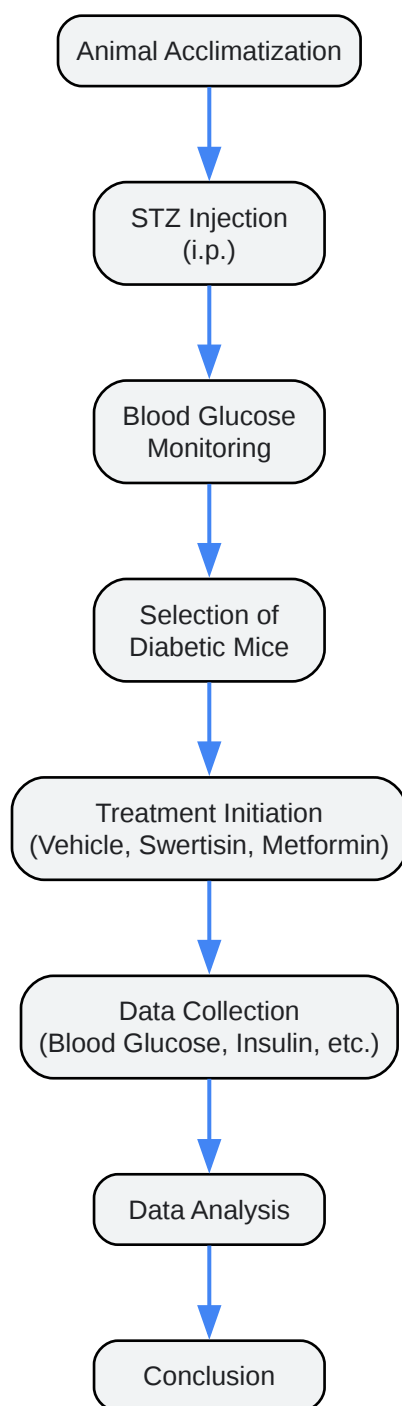 Animal Acclimatization
STZ Injection
(i.p.)
Blood Glucose
Monitoring
Selection of
Diabetic Mice
Treatment Initiation
(Vehicle, Swertisin, Metformin)
Data Collection
(Blood Glucose, Insulin, etc.)
Data Analysis
Conclusion